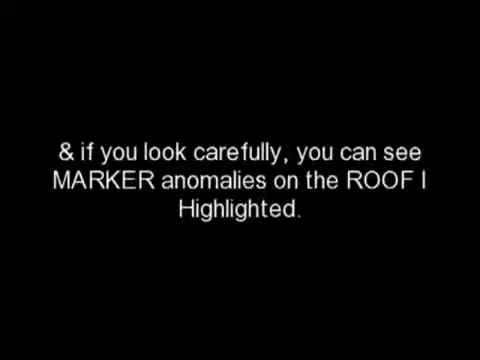 & if you look carefully, you can see
MARKER anomalies on the ROOF I
Highlighted.